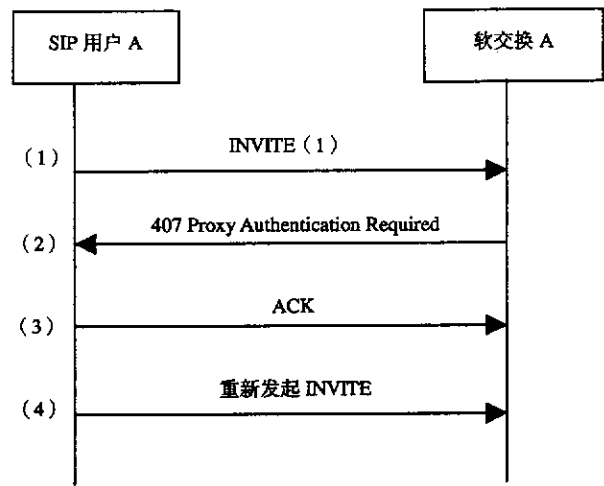 SIP 用户 A
软交换 A
（1）
INVITE（1）
（2）
407 Proxy Authentication Required
（3）
ACK
（4）
重新发起 INVITE